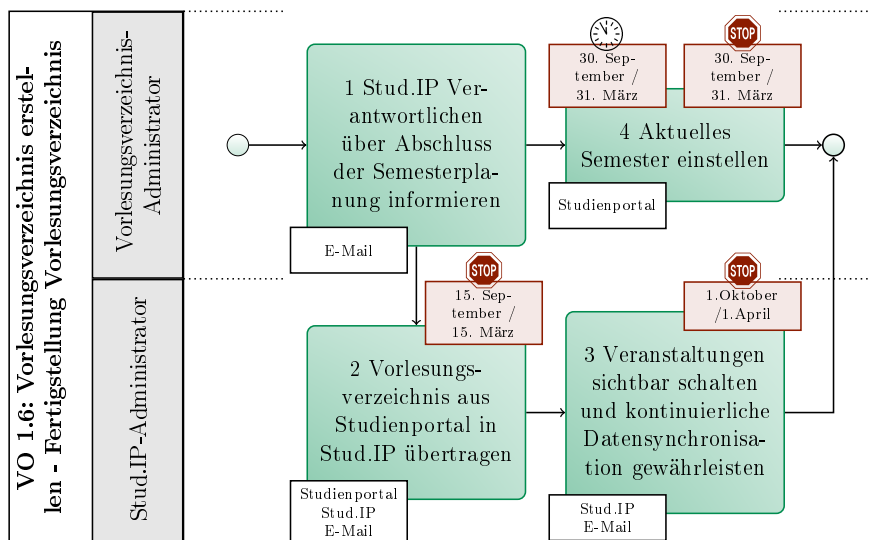 VO 1.6: Vorlesungsverzeichnis erstel-
len - Fertigstellung Vorlesungsverzeichnis
Vorlesungsverzeichnis-
Administrator
1 Stud.IP Ver-
antwortlichen
über Abschluss
der Semesterpla-
nung informieren
E-Mail
30. Sep-
tember /
31. März
STOP
30. Sep-
tember /
31. März
4 Aktuelles
Semester einstellen
Studienportal
Stud.IP-Administrator
STOP
15. Sep-
tember /
15. März
2 Vorlesungs-
verzeichnis aus
Studienportal in
Stud.IP übertragen
Studienportal
Stud.IP
E-Mail
STOP
1.Oktober
/1.April
3 Veranstaltungen
sichtbar schalten
und kontinuierliche
Datensynchronisa-
tion gewährleisten
Stud.IP
E-Mail